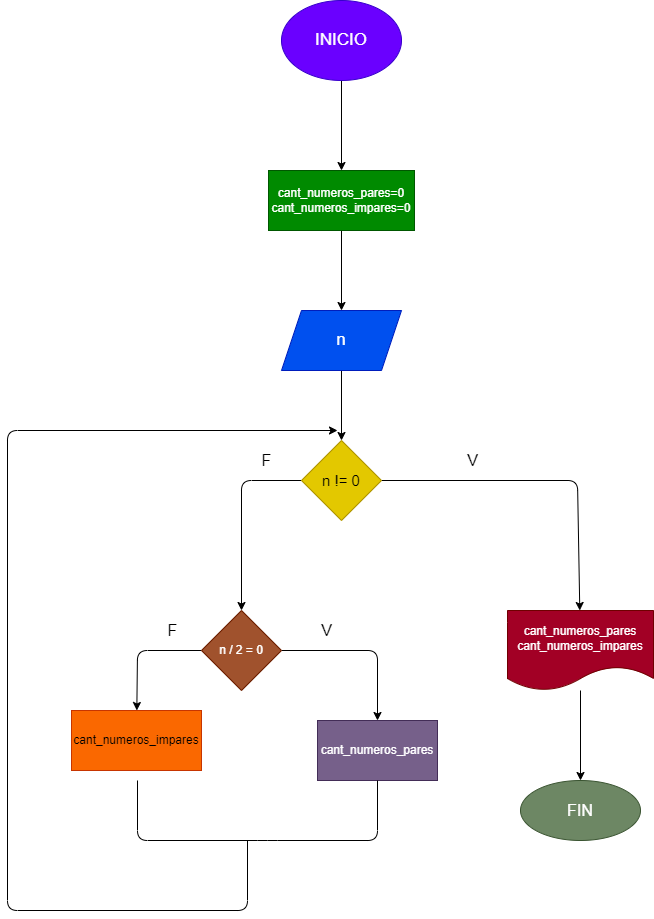 INICIO
cant_numeros_pares=0
cant_numeros_impares=0
n
F
V
n != 0
F
V
n / 2 = 0
cant_numeros_pares
cant_numeros_impares
cant_numeros_impares
cant_numeros_pares
FIN